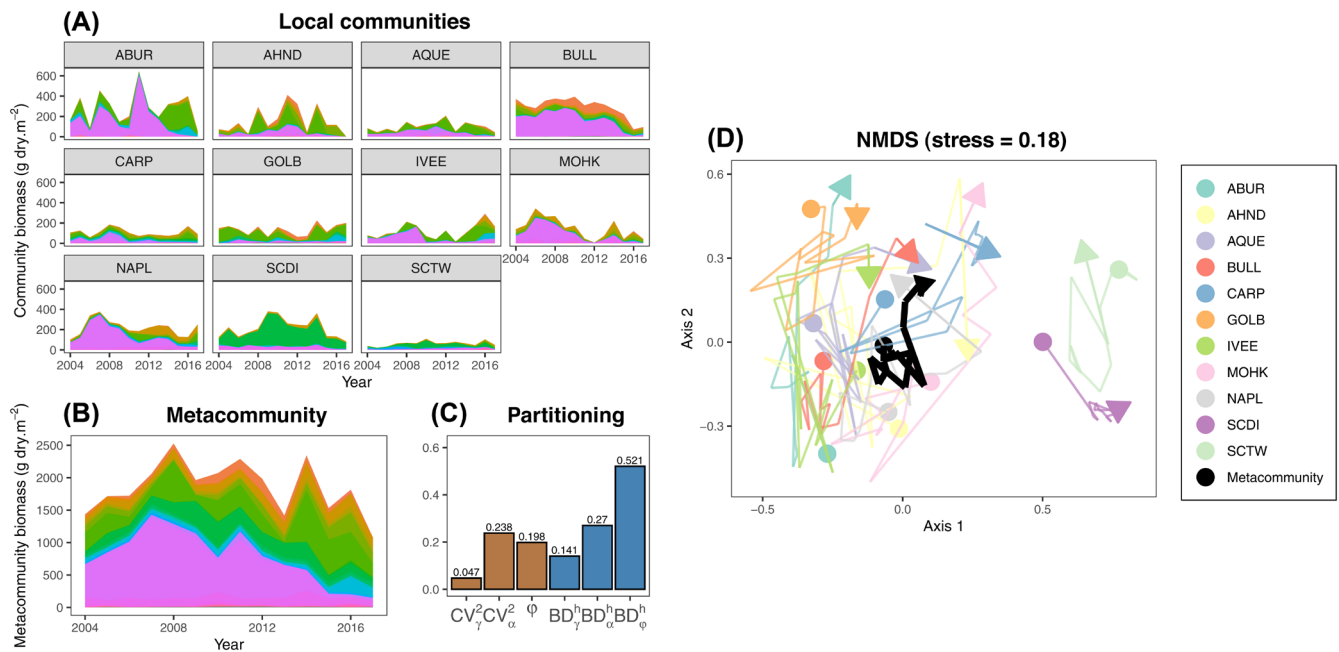 (A) Local communities
ABUR AHND AQUE BULL
CARP GOLB IVEE MOHK
NAPL SCDI SCTW
Community biomass (g dry.m−2)
600
400
200
0
600
400
200
0
2004 2008 2012 2016
600
400
200
0
2004 2008 2012 2016 2004 2008 2012 2016 2004 2008 2012 2016
Year
(B) Metacommunity
Metacommunity biomass (g dry.m−2)
2500
2000
1500
1000
500
0
2004 2008 2012 2016
Year
(C) Partitioning
0.6
0.4
0.2
0.0
0.047 0.238 0.198 0.141 0.27 0.521
CV²γ CV²α φ BDʰγ BDʰα BDʰφ
(D) NMDS (stress = 0.18)
Axis 2
0.6
0.3
0.0
−0.3
−0.5 0.0 0.5
Axis 1
ABUR
AHND
AQUE
BULL
CARP
GOLB
IVEE
MOHK
NAPL
SCDI
SCTW
Metacommunity